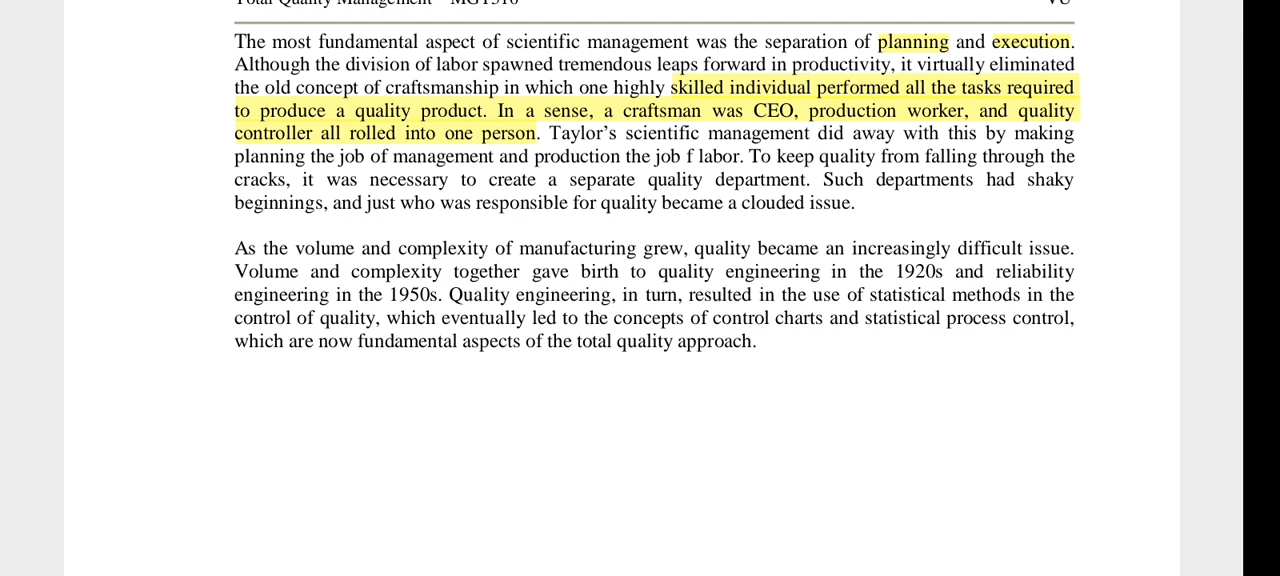 The most fundamental aspect of scientific management was the separation of planning and execution.
Although the division of labor spawned tremendous leaps forward in productivity, it virtually eliminated
the old concept of craftsmanship in which one highly skilled individual performed all the tasks required
to produce a quality product. In a sense, a craftsman was CEO, production worker, and quality
controller all rolled into one person. Taylor's scientific management did away with this by making
planning the job of management and production the job f labor. To keep quality from falling through the
cracks, it was necessary to create a separate quality department. Such departments had shaky
beginnings, and just who was responsible for quality became a clouded issue.
As the volume and complexity of manufacturing grew, quality became an increasingly difficult issue.
Volume and complexity together gave birth to quality engineering in the 1920s and reliability
engineering in the 1950s. Quality engineering, in turn, resulted in the use of statistical methods in the
control of quality, which eventually led to the concepts of control charts and statistical process control,
which are now fundamental aspects of the total quality approach.